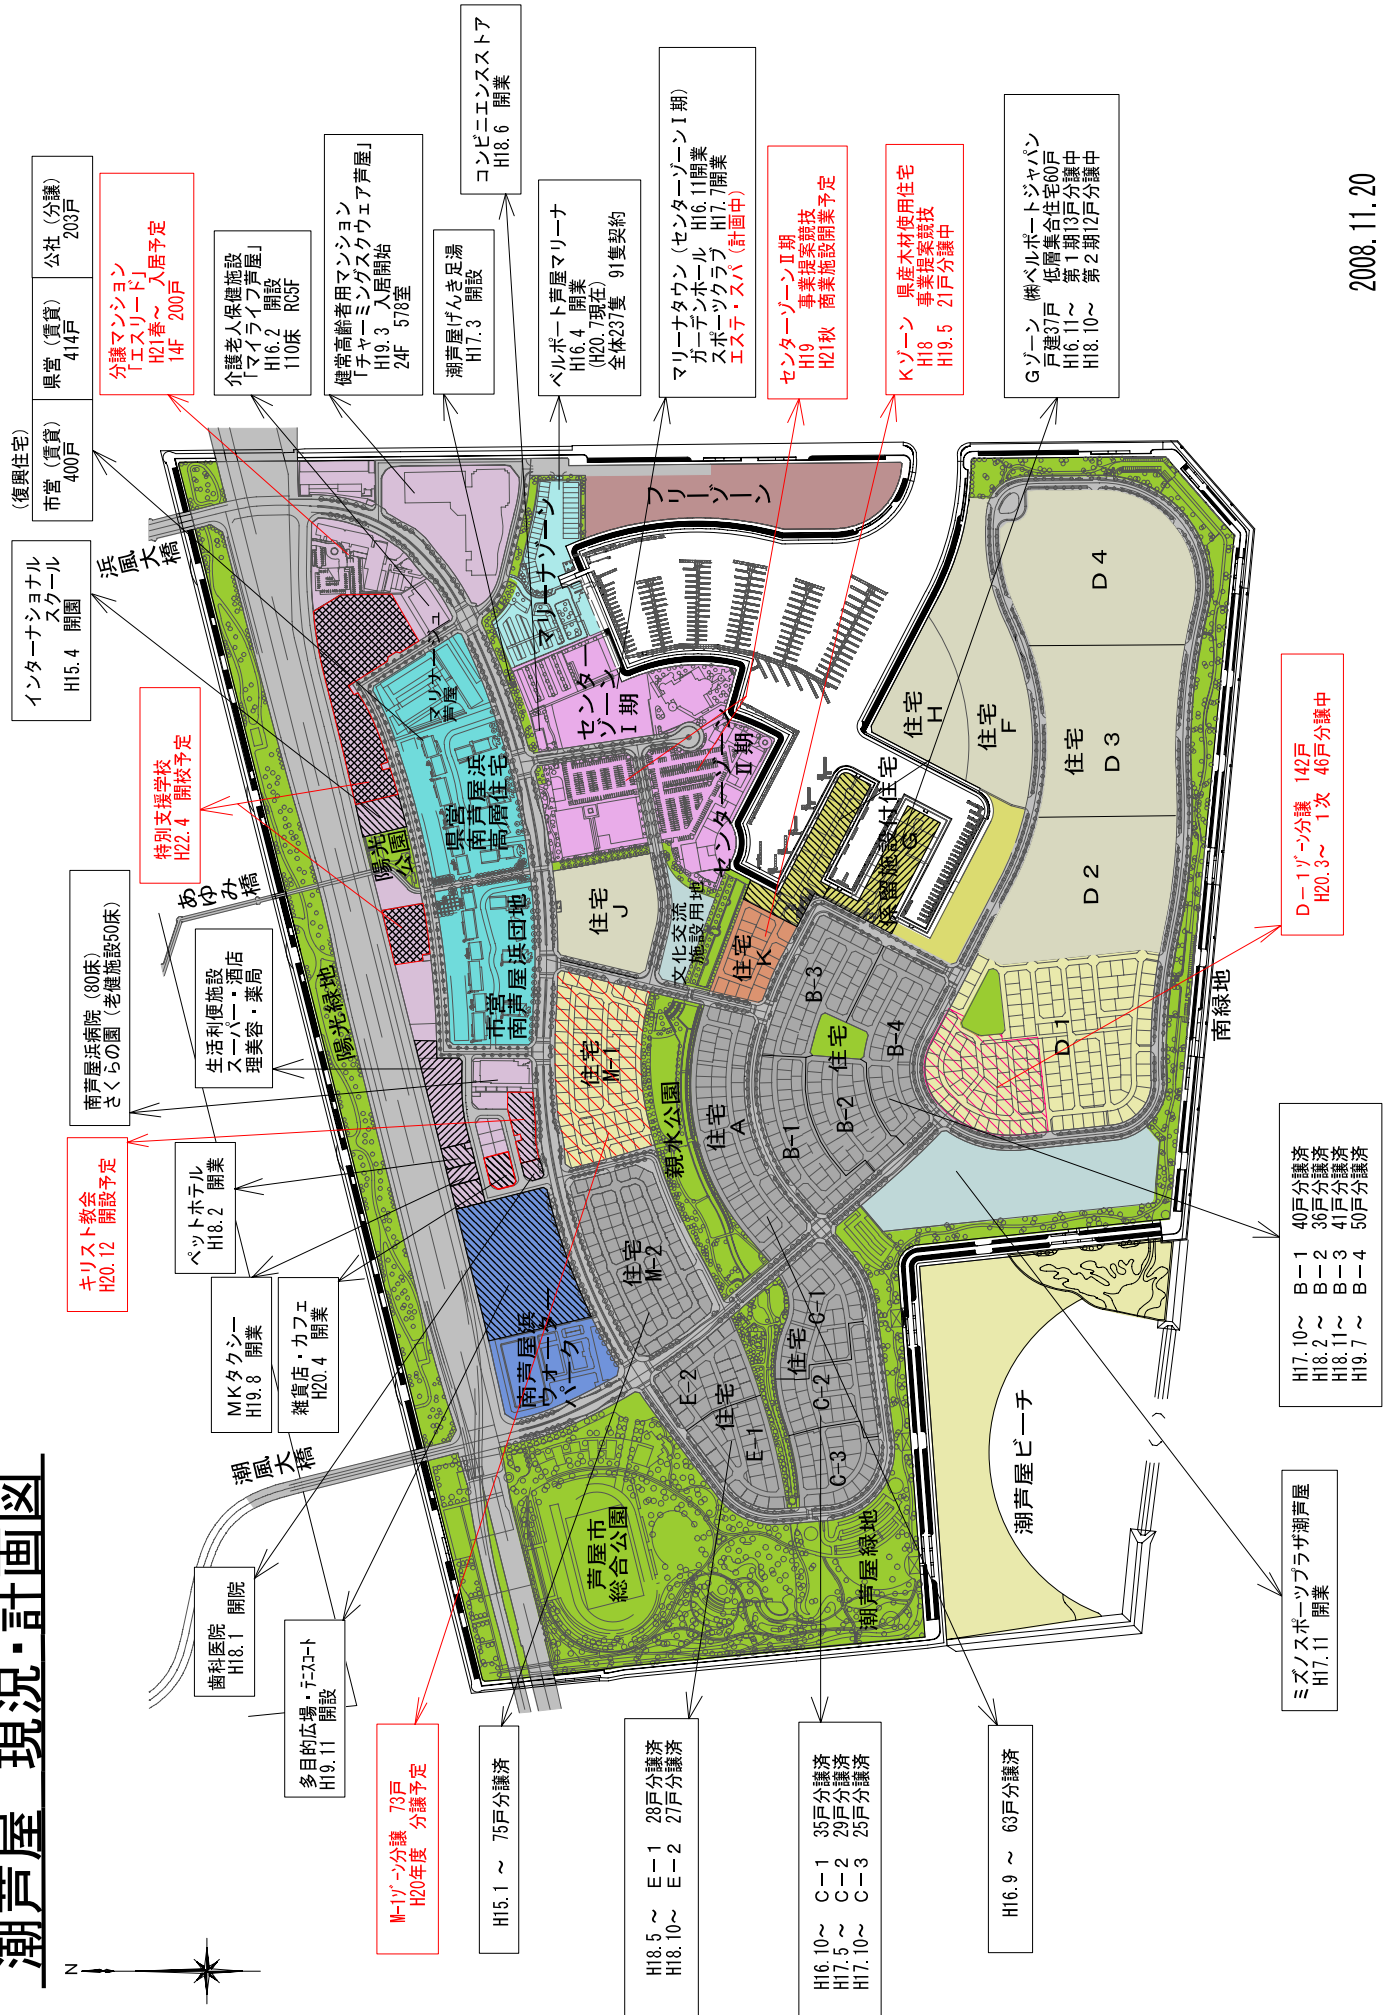 潮芦屋 現況・計画図
N
(復興住宅)
市営（賃貸）
400戸
県営（賃貸）
414戸
公社（分譲）
203戸
分譲マンション
「エスリード」
H21春～ 入居予定
14F 200戸
介護老人保健施設
「マイライフ芦屋」
H16.2 開設
110床 RC5F
健常高齢者用マンション
「チャーミングスクウェア芦屋」
H19.3 入居開始
24F 578室
潮芦屋げんき足湯
H17.3 開設
コンビニエンスストア
H18.6 開業
ベルポート芦屋マリーナ
H16.4 開業
(H20.7現在)
全体237隻 91隻契約
マリーナタウン（センターゾーンⅠ期）
ガーデンホール H16.11開業
スポーツクラブ H17.7開業
エステ・スパ（計画中）
センターゾーンⅡ期
H19 事業提案競技
H21秋 商業施設開業予定
Kゾーン 県産木材使用住宅
H18 事業提案競技
H19.5 21戸分譲中
Gゾーン ㈱ベルポートジャパン
戸建37戸 低層集合住宅60戸
H16.11～ 第1期13戸分譲中
H18.10～ 第2期12戸分譲中
インターナショナル
スクール
H15.4 開園
特別支援学校
H22.4 開校予定
南芦屋浜病院（80床）
さくらの園（老健施設50床）
生活利便施設
スーパー・酒店
理美容・薬局
キリスト教会
H20.12 開設予定
ペットホテル
H18.2 開業
MKタクシー
H19.8 開業
雑貨店・カフェ
H20.4 開業
歯科医院
H18.1 開院
多目的広場・テニスコート
H19.11 開設
M-1ゾーン分譲 73戸
H20年度 分譲予定
H15.1 ～ 75戸分譲済
H18.5 ～ E－1 28戸分譲済
H18.10～ E－2 27戸分譲済
H16.10～ C－1 35戸分譲済
H17.5 ～ C－2 29戸分譲済
H17.10～ C－3 25戸分譲済
H16.9 ～ 63戸分譲済
ミズノスポーツプラザ潮芦屋
H17.11 開業
H17.10～ B－1 40戸分譲済
H18.2 ～ B－2 36戸分譲済
H18.11～ B－3 41戸分譲済
H19.7 ～ B－4 50戸分譲済
D－1ゾーン分譲 142戸
H20.3～ 1次 46戸分譲中
浜風大橋
あゆみ橋
潮風大橋
陽光緑地
陽光公園
マリナージュ
芦屋
県営
南芦屋浜
高層住宅
市営
南芦屋浜団地
マリーナゾーン
フリーゾーン
センター
ゾーン
Ⅰ期
センターゾーン
Ⅱ期
住宅
J
文化交流
施設用地
住宅
K
係留施設付住宅
G
住宅
H
住宅
F
住宅
D3
D4
D2
D1
住宅
M-1
住宅
M-2
親水公園
住宅
A
住宅
B-1
B-2
B-3
B-4
住宅
C-1
C-2
C-3
住宅
E-1
E-2
南芦屋浜
ウォーター
パーク
芦屋市
総合公園
潮芦屋緑地
潮芦屋ビーチ
南緑地
2008.11.20